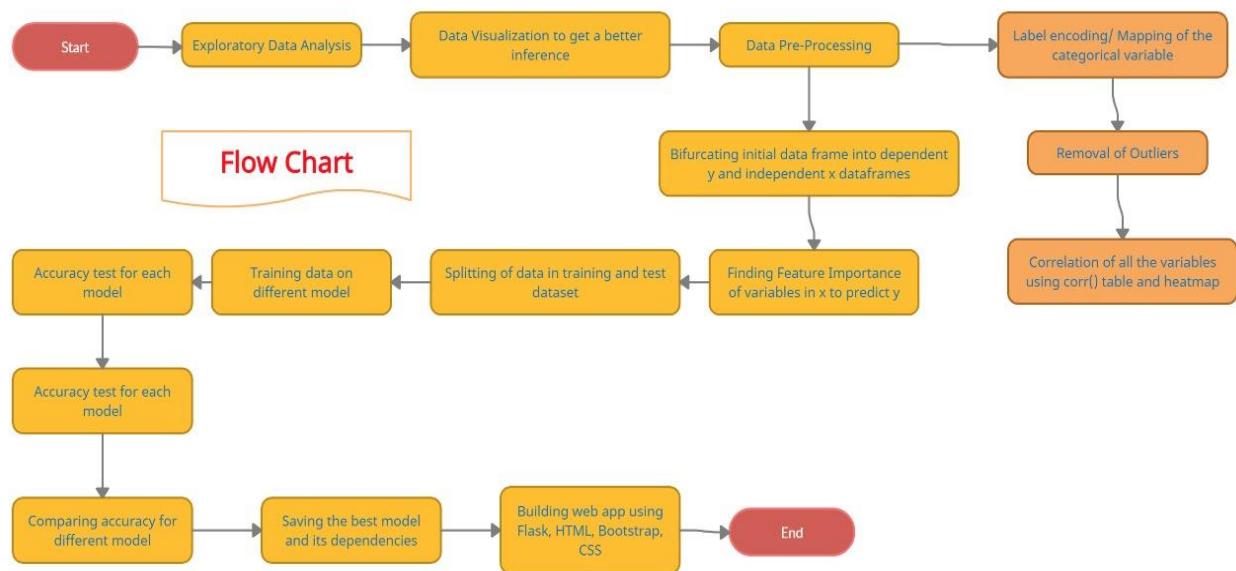 Start
Exploratory Data Analysis
Data Visualization to get a better
inference
Data Pre-Processing
Label encoding/ Mapping of the
categorical variable
Flow Chart
Bifurcating initial data frame into dependent
y and independent x dataframes
Removal of Outliers
Correlation of all the variables
using corr() table and heatmap
Finding Feature Importance
of variables in x to predict y
Splitting of data in training and test
dataset
Training data on
different model
Accuracy test for each
model
Accuracy test for each
model
Comparing accuracy for
different model
Saving the best model
and its dependencies
Building web app using
Flask, HTML, Bootstrap,
CSS
End